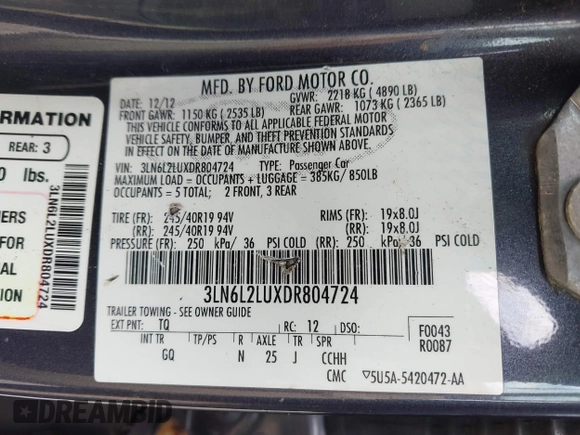 MFD. BY FORD MOTOR CO.
DATE: 12/12
GVWR: 2218 KG ( 4890 LB)
FRONT GAWR: 1150 KG ( 2535 LB)
REAR GAWR: 1073 KG ( 2365 LB)
THIS VEHICLE CONFORMS TO ALL APPLICABLE FEDERAL MOTOR
VEHICLE SAFETY, BUMPER, AND THEFT PREVENTION STANDARDS
IN EFFECT ON THE DATE OF MANUFACTURE SHOWN ABOVE.
VIN: 3LN6L2LUXDR804724 TYPE: Passenger Car
MAXIMUM LOAD = OCCUPANTS + LUGGAGE = 385KG/ 850LB
OCCUPANTS = 5 TOTAL; 2 FRONT, 3 REAR
TIRE (FR): 245/40R19 94V RIMS (FR): 19x8.0J
(RR): 245/40R19 94V (RR): 19x8.0J
PRESSURE (FR): 250 kPa/ 36 PSI COLD (RR): 250 kPa/ 36 PSI COLD
3LN6L2LUXDR804724
TRAILER TOWING - SEE OWNER GUIDE
EXT PNT: TQ RC: 12 DSO:
INT TR TP/PS R AXLE TR SPR
GQ N 25 J CCHH
F0043
R0087
CMC ▽5U5A-5420472-AA
ORMATION
REAR: 3
0 lbs.
NERS
FOR
AL
TION
3LN6L2LUXDR804724
DREAMBID